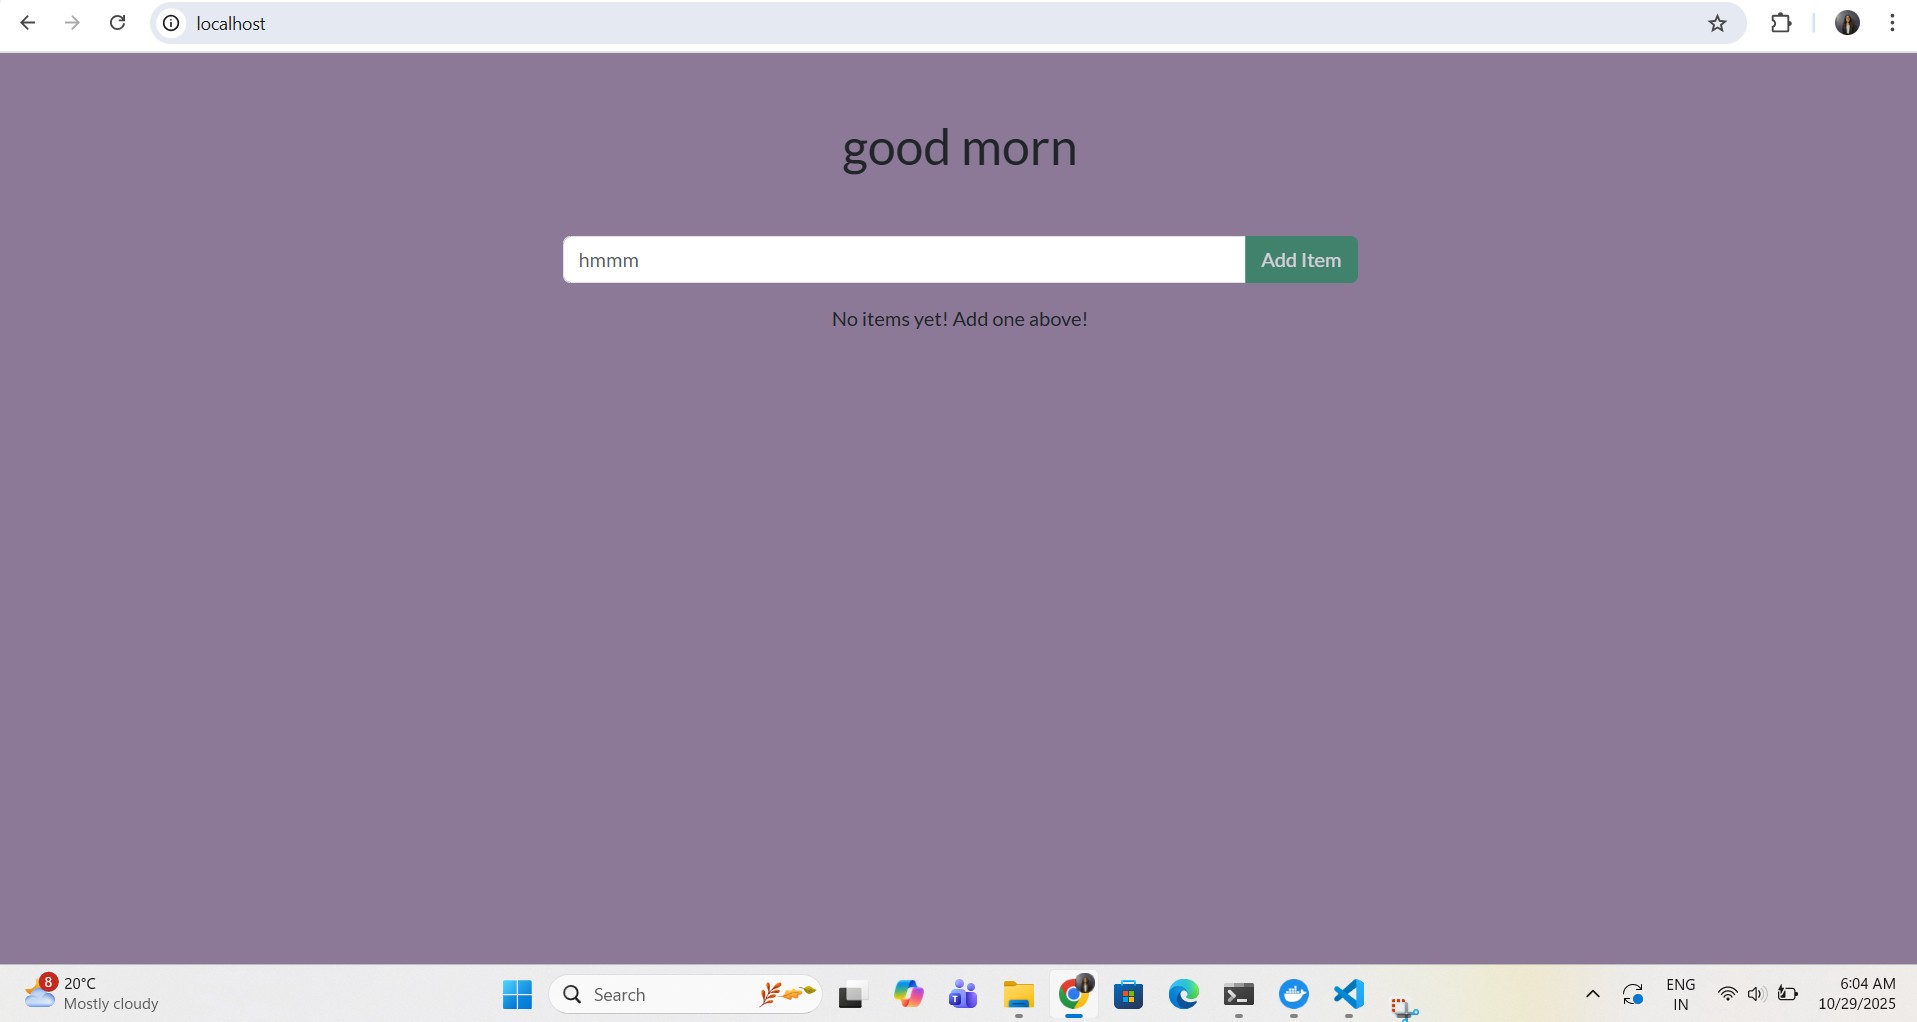 localhost
good morn
hmmm
Add Item
No items yet! Add one above!
8
20°C
Mostly cloudy
Search
ENG
IN
6:04 AM
10/29/2025